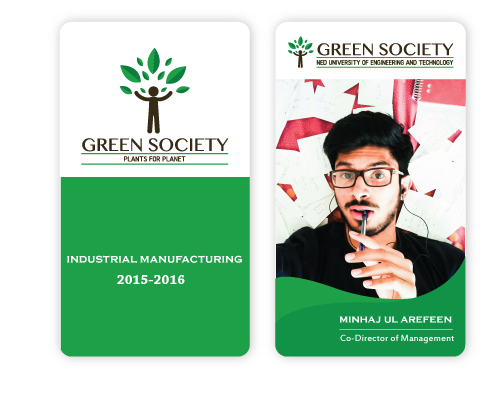 GREEN SOCIETY
PLANTS FOR PLANET
INDUSTRIAL MANUFACTURING
2015-2016
GREEN SOCIETY
NED UNIVERSITY OF ENGINEERING AND TECHNOLOGY
MINHAJ UL AREFEEN
Co-Director of Management